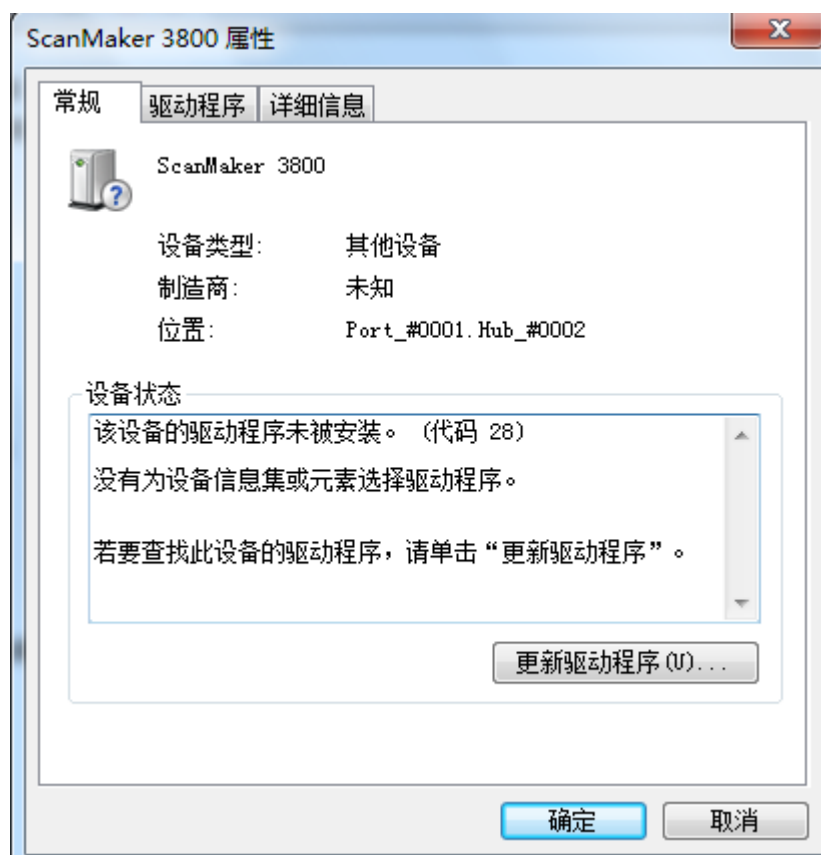 ScanMaker 3800 属性
常规 驱动程序 详细信息
ScanMaker 3800
设备类型: 其他设备
制造商: 未知
位置: Port_#0001.Hub_#0002
设备状态
该设备的驱动程序未被安装。 (代码 28)
没有为设备信息集或元素选择驱动程序。
若要查找此设备的驱动程序，请单击“更新驱动程序”。
更新驱动程序(U)...
确定 取消